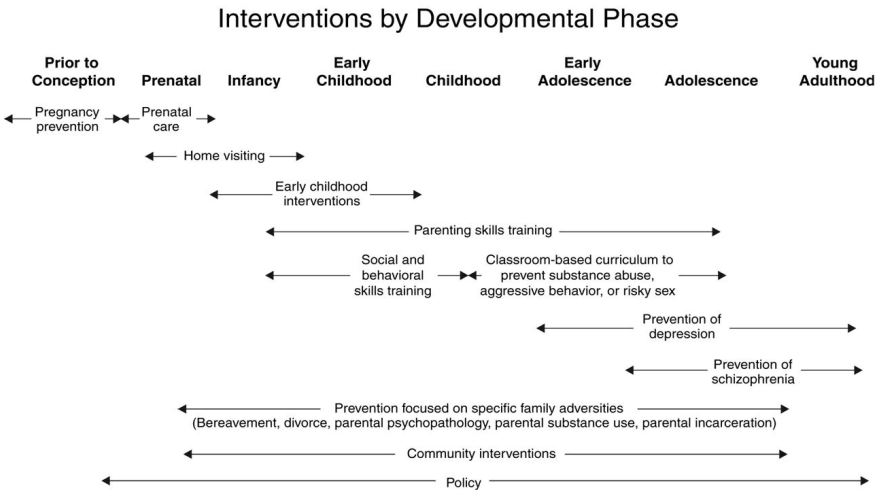 Interventions by Developmental Phase
Prior to
Conception
Prenatal
Infancy
Early
Childhood
Childhood
Early
Adolescence
Adolescence
Young
Adulthood
Pregnancy
prevention
Prenatal
care
Home visiting
Early childhood
interventions
Parenting skills training
Social and
behavioral
skills training
Classroom-based curriculum to
prevent substance abuse,
aggressive behavior, or risky sex
Prevention of
depression
Prevention of
schizophrenia
Prevention focused on specific family adversities
(Bereavement, divorce, parental psychopathology, parental substance use, parental incarceration)
Community interventions
Policy